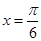 x = π/6